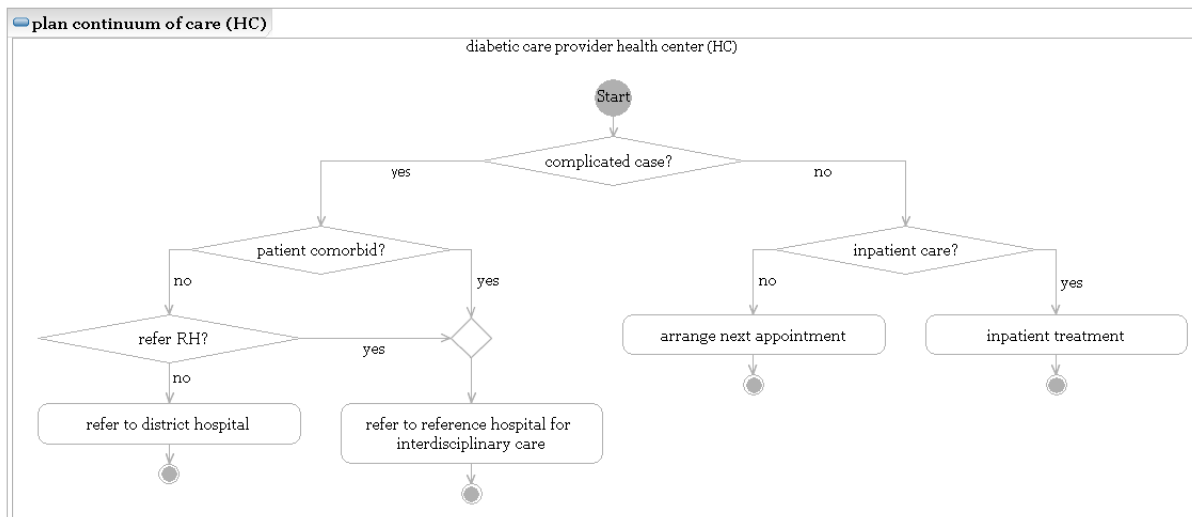 plan continuum of care (HC)
diabetic care provider health center (HC)
Start
complicated case?
yes
no
patient comorbid?
inpatient care?
no
yes
no
yes
refer RH?
yes
arrange next appointment
inpatient treatment
no
refer to district hospital
refer to reference hospital for
interdisciplinary care